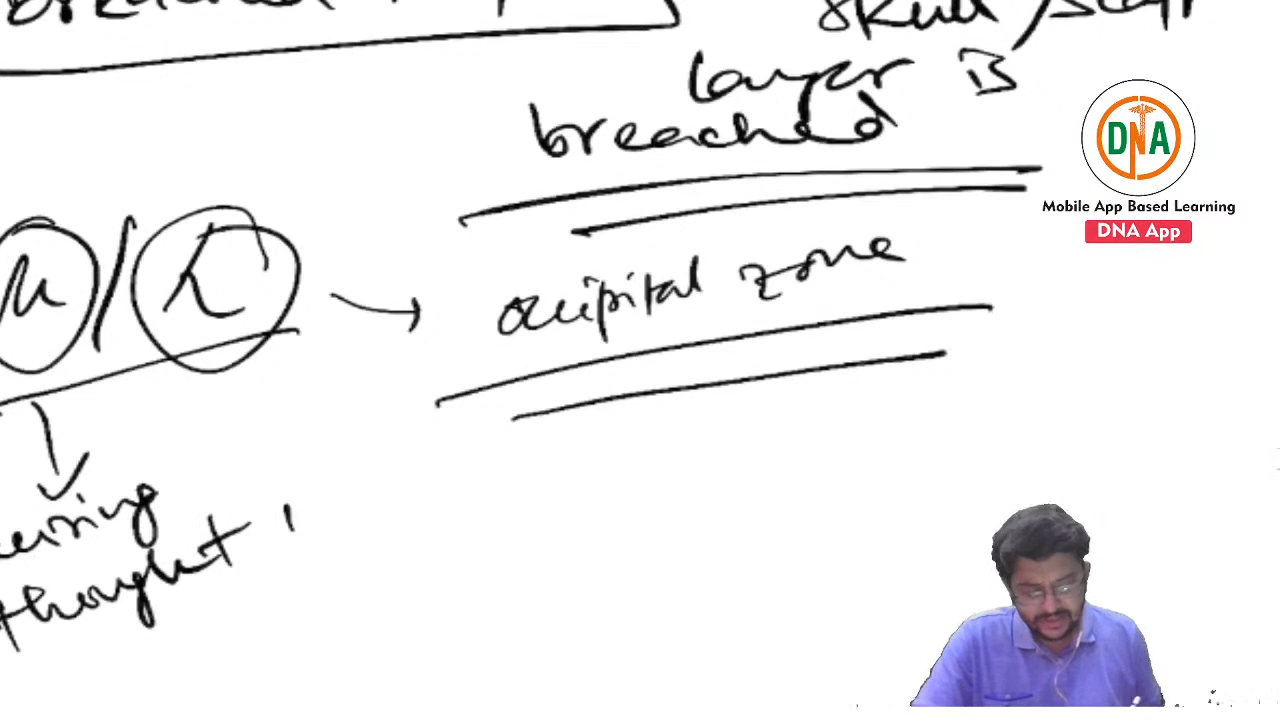 skull / scalp
layer is
breached
μ / λ → occipital zone
thought
DNA
Mobile App Based Learning
DNA App